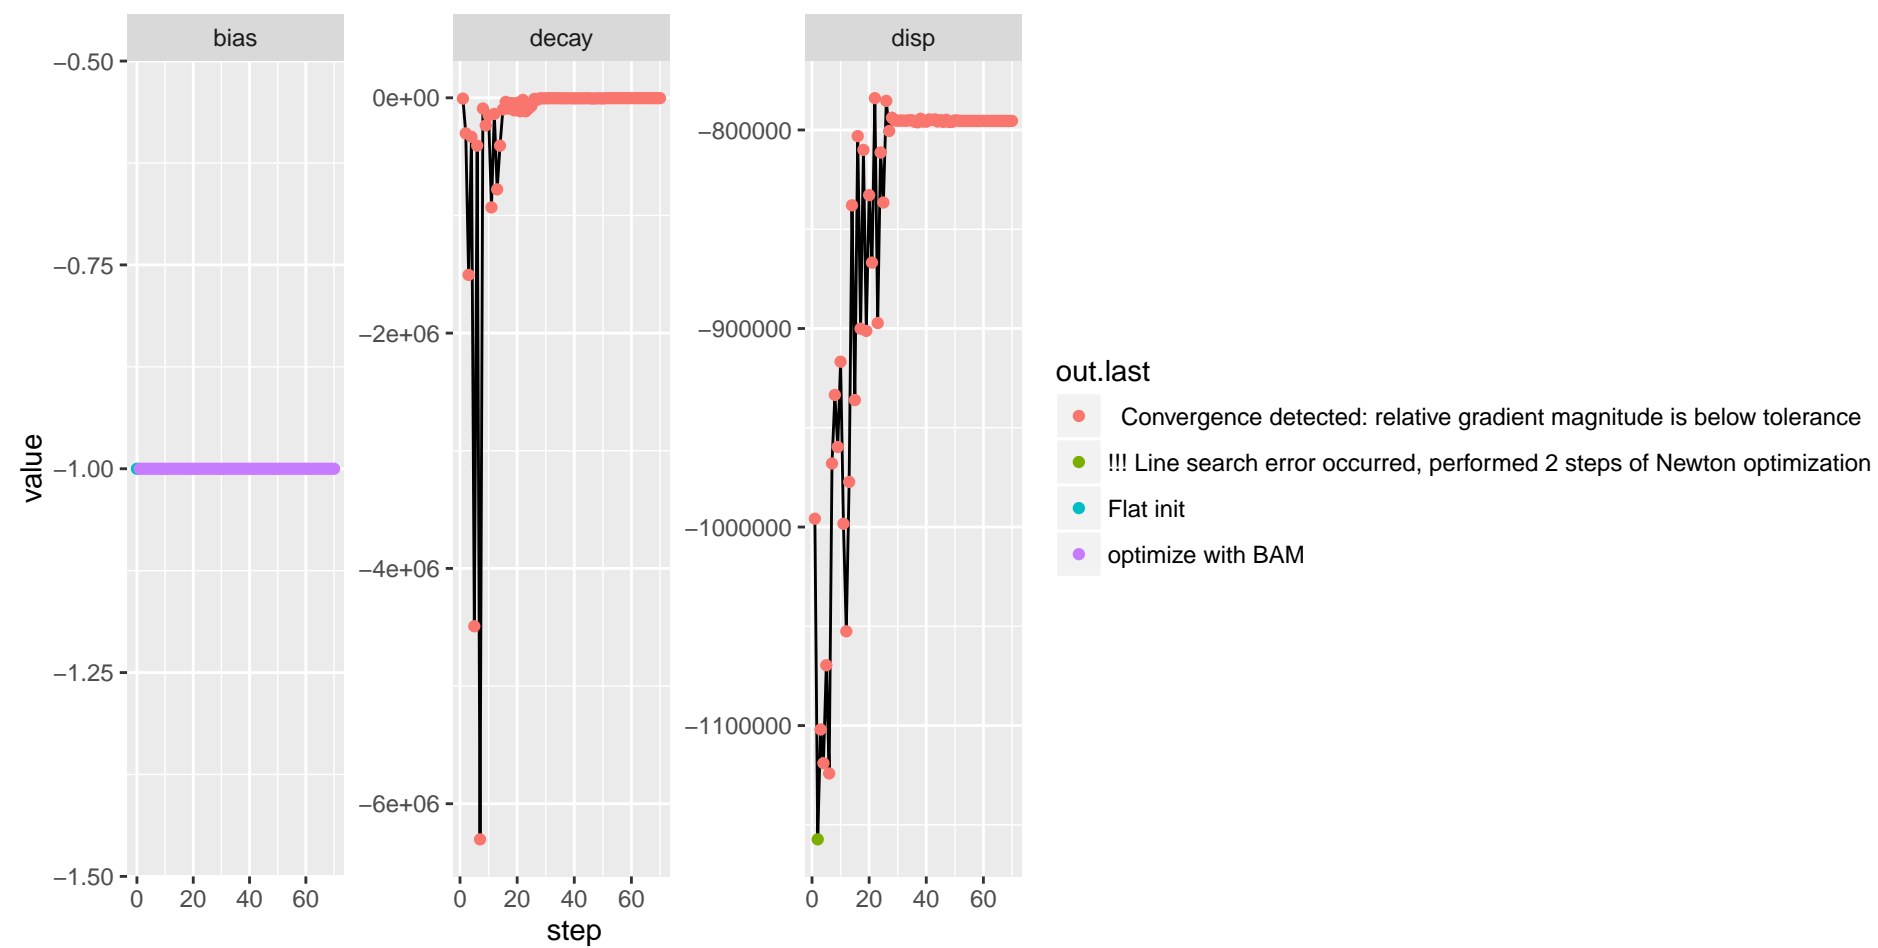 bias
decay
disp
value
−0.50
−0.75
−1.00
−1.25
−1.50
0 20 40 60
0e+00
−2e+06
−4e+06
−6e+06
0 20 40 60
−800000
−900000
−1000000
−1100000
0 20 40 60
step
out.last
Convergence detected: relative gradient magnitude is below tolerance
!!! Line search error occurred, performed 2 steps of Newton optimization
Flat init
optimize with BAM